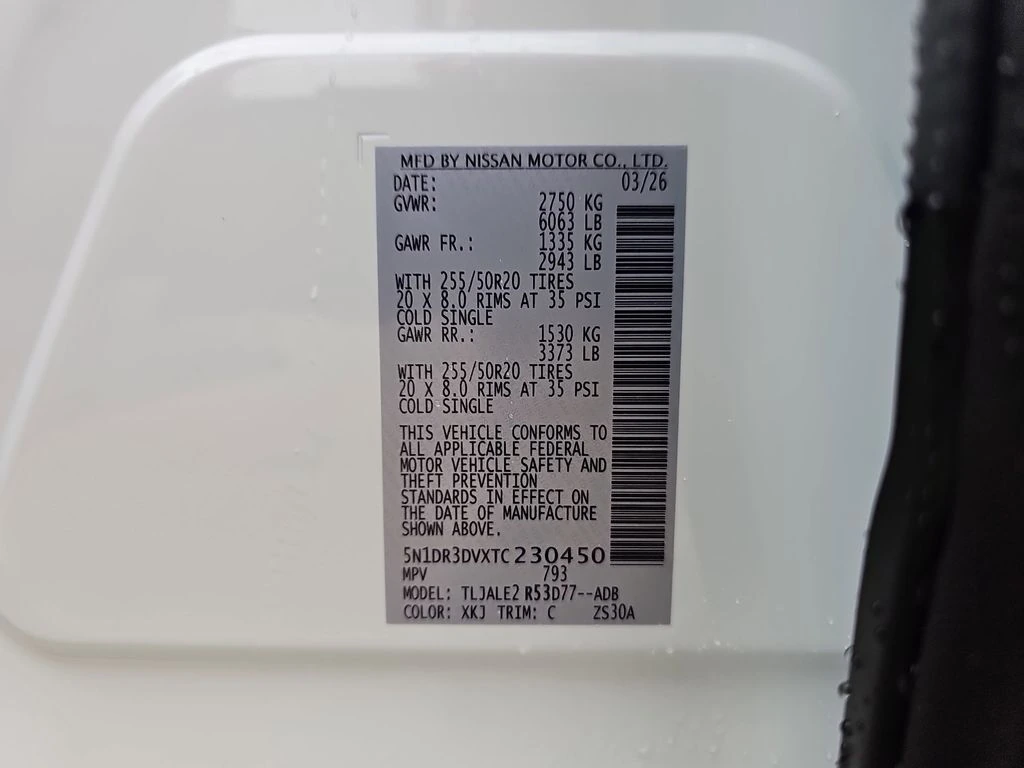 MFD BY NISSAN MOTOR CO., LTD.
DATE: 03/26
GVWR: 2750 KG
6063 LB
GAWR FR.: 1335 KG
2943 LB
WITH 255/50R20 TIRES
20 X 8.0 RIMS AT 35 PSI
COLD SINGLE
GAWR RR.: 1530 KG
3373 LB
WITH 255/50R20 TIRES
20 X 8.0 RIMS AT 35 PSI
COLD SINGLE
THIS VEHICLE CONFORMS TO
ALL APPLICABLE FEDERAL
MOTOR VEHICLE SAFETY AND
THEFT PREVENTION
STANDARDS IN EFFECT ON
THE DATE OF MANUFACTURE
SHOWN ABOVE.
5N1DR3DVXTC230450
MPV 793
MODEL: TLJALE2 R53D77--ADB
COLOR: XKJ TRIM: C ZS30A